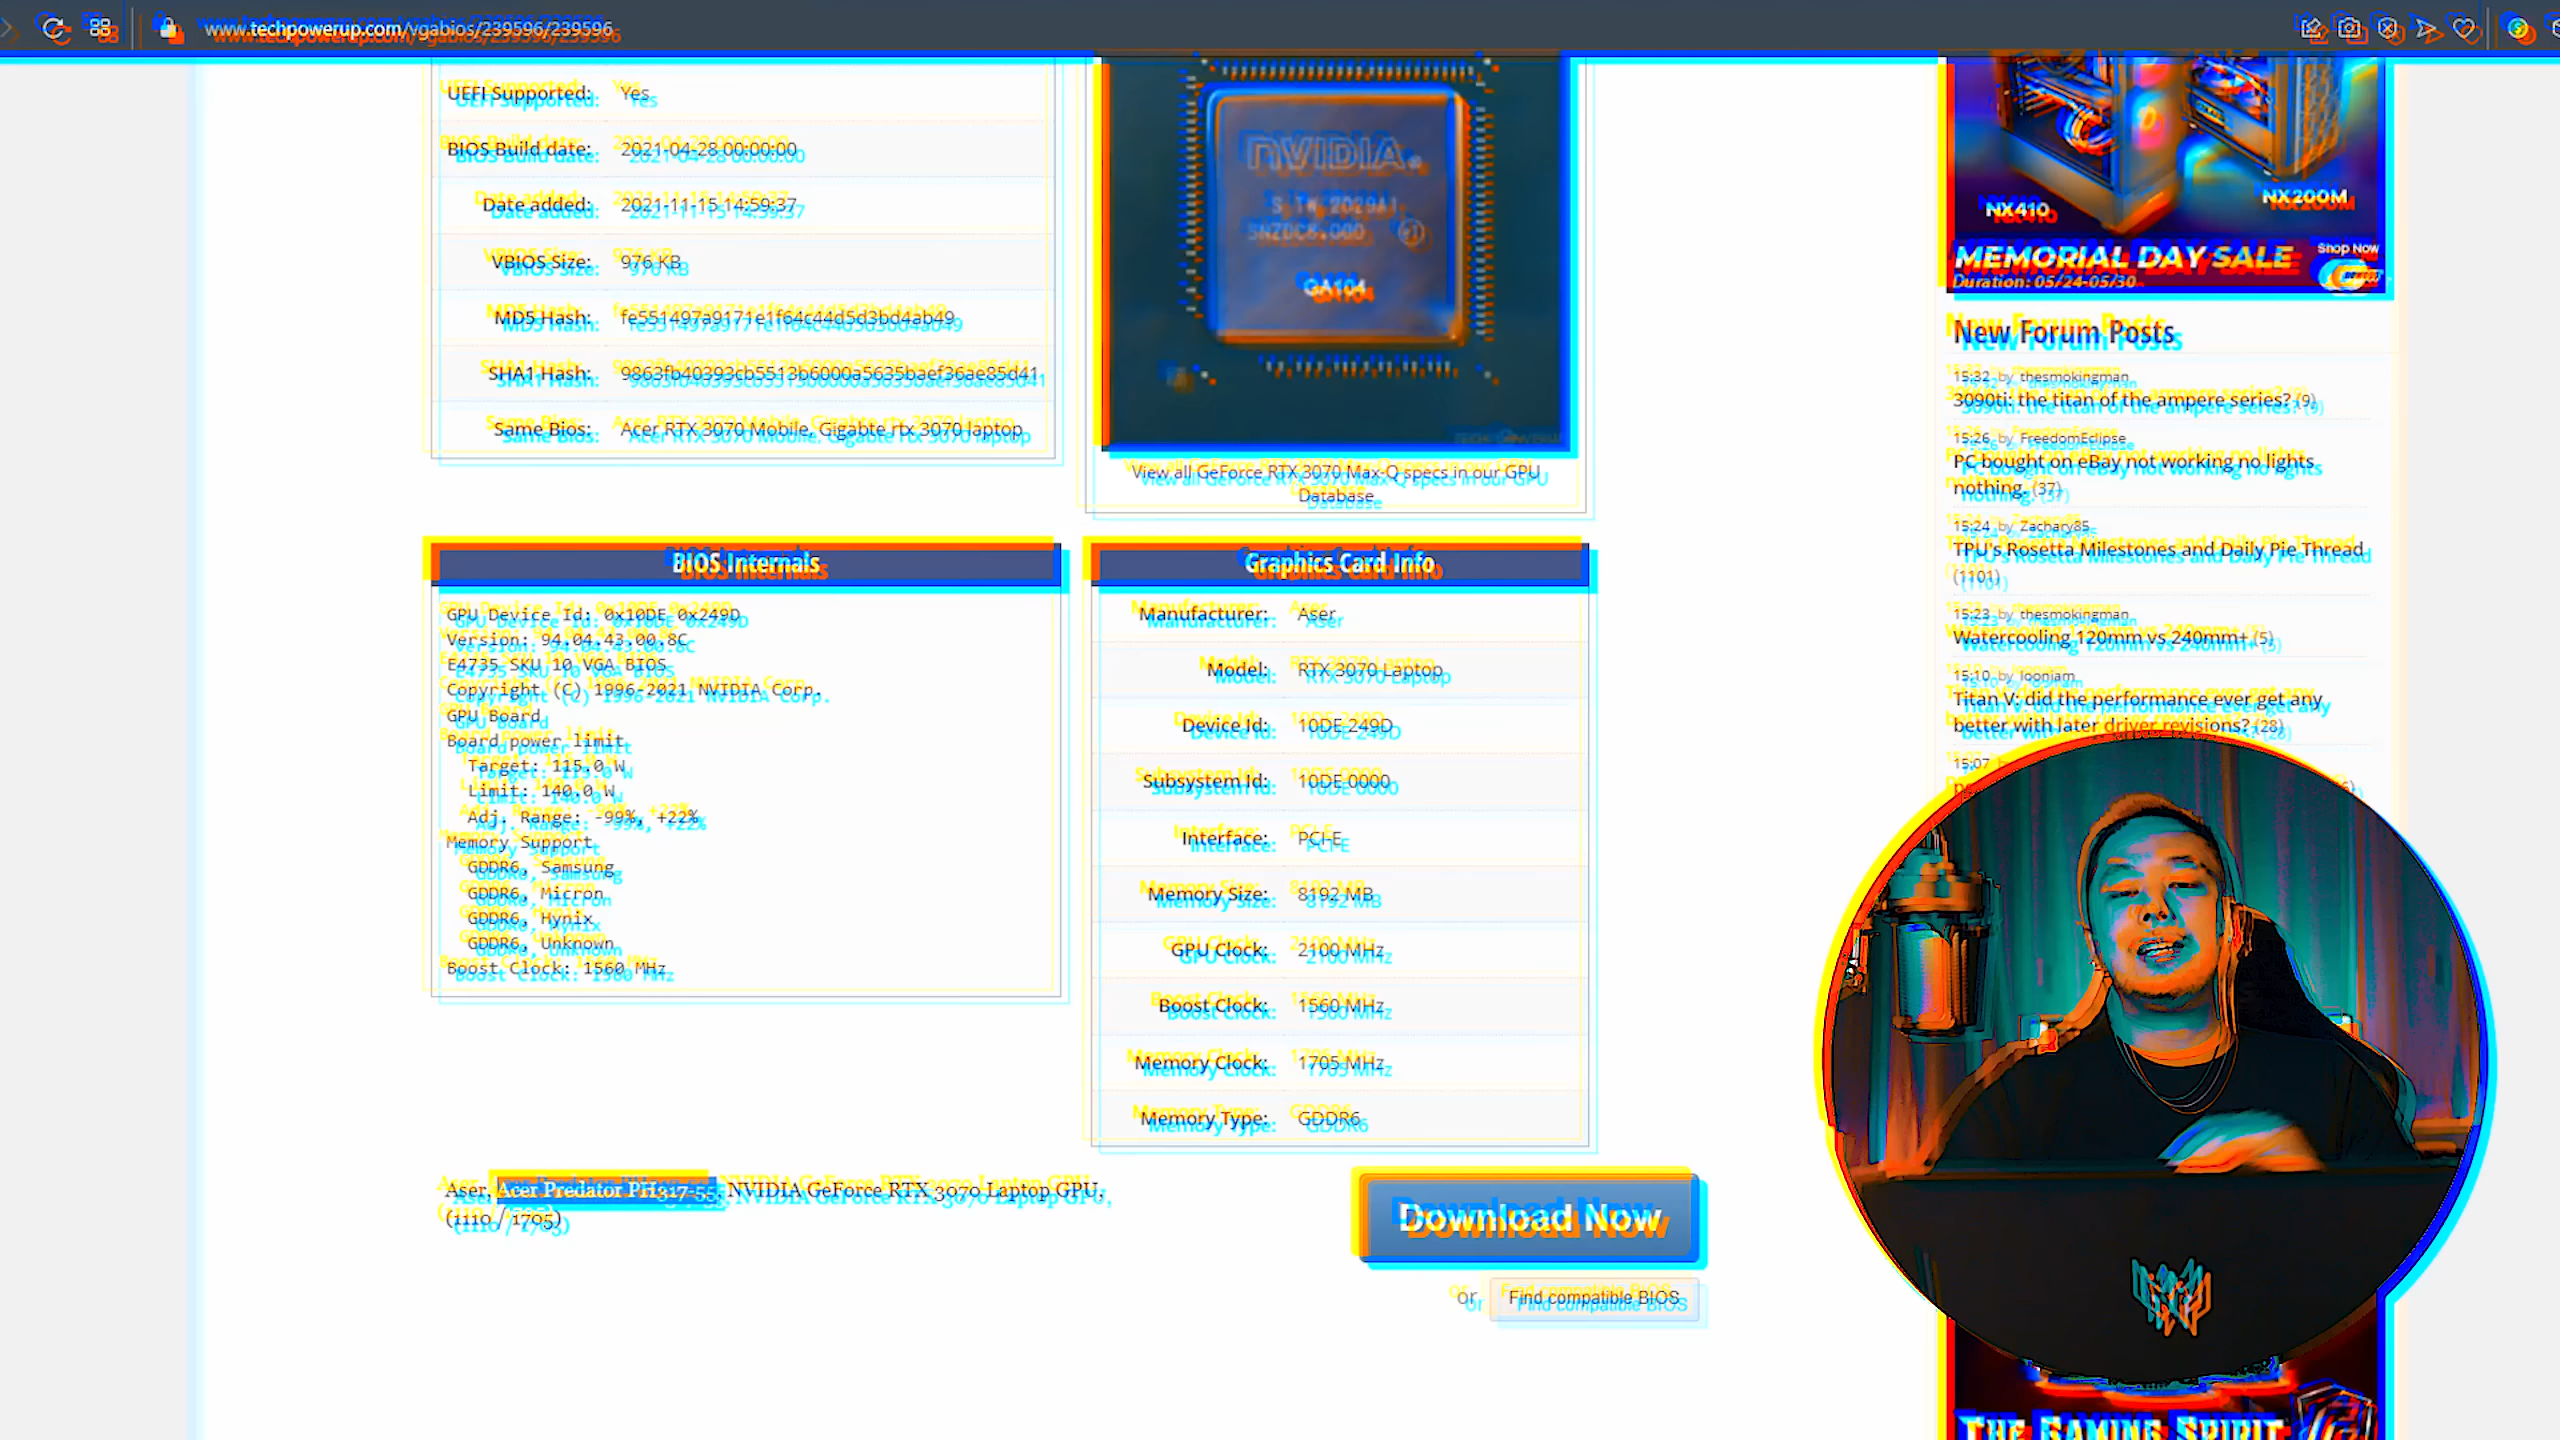 www.techpowerup.com/vgabios/239596/239596
UEFI Supported: Yes
BIOS Build date: 2021-04-28 00:00:00
Date added: 2021-11-15 14:59:37
VBIOS Size: 976 KB
MD5 Hash: fe551497a9171e1f64c44d5d3bd4ab49
SHA1 Hash: 9863fb40393cb5513b6000a5635baef36ae85d41
Same Bios: Acer RTX 3070 Mobile, Gigabte rtx 3070 laptop
NVIDIA
S TW 2029A1
SNZDC8.000
GA104
View all GeForce RTX 3070 Max-Q specs in our GPU
Database
BIOS Internals
GPU Device Id: 0x10DE 0x249D
Version: 94.04.43.00.8C
E4735 SKU 10 VGA BIOS
Copyright (C) 1996-2021 NVIDIA Corp.
GPU Board
Board power limit
Target: 115.0 W
Limit: 140.0 W
Adj. Range: -99%, +22%
Memory Support
GDDR6, Samsung
GDDR6, Micron
GDDR6, Hynix
GDDR6, Unknown
Boost Clock: 1560 MHz
Graphics Card Info
Manufacturer: Aser
Model: RTX 3070 Laptop
Device Id: 10DE 249D
Subsystem Id: 10DE 0000
Interface: PCI-E
Memory Size: 8192 MB
GPU Clock: 2100 MHz
Boost Clock: 1560 MHz
Memory Clock: 1705 MHz
Memory Type: GDDR6
Aser, Acer Predator PH317-55, NVIDIA GeForce RTX 3070 Laptop GPU,
(1110 / 1705)
Download Now
or Find compatible BIOS
NX410
NX200M
MEMORIAL DAY SALE
Shop Now
Duration: 05/24-05/30
New Forum Posts
15:32 by thesmokingman
3090ti: the titan of the ampere series? (9)
15:26 by FreedomEclipse
PC bought on eBay not working no lights
nothing. (37)
15:24 by Zachary85
TPU's Rosetta Milestones and Daily Pie Thread
(1101)
15:23 by thesmokingman
Watercooling 120mm vs 240mm+ (5)
15:10 by looniam
Titan V: did the performance ever get any
better with later driver revisions? (28)
15:07
THE GAMING SPIRIT